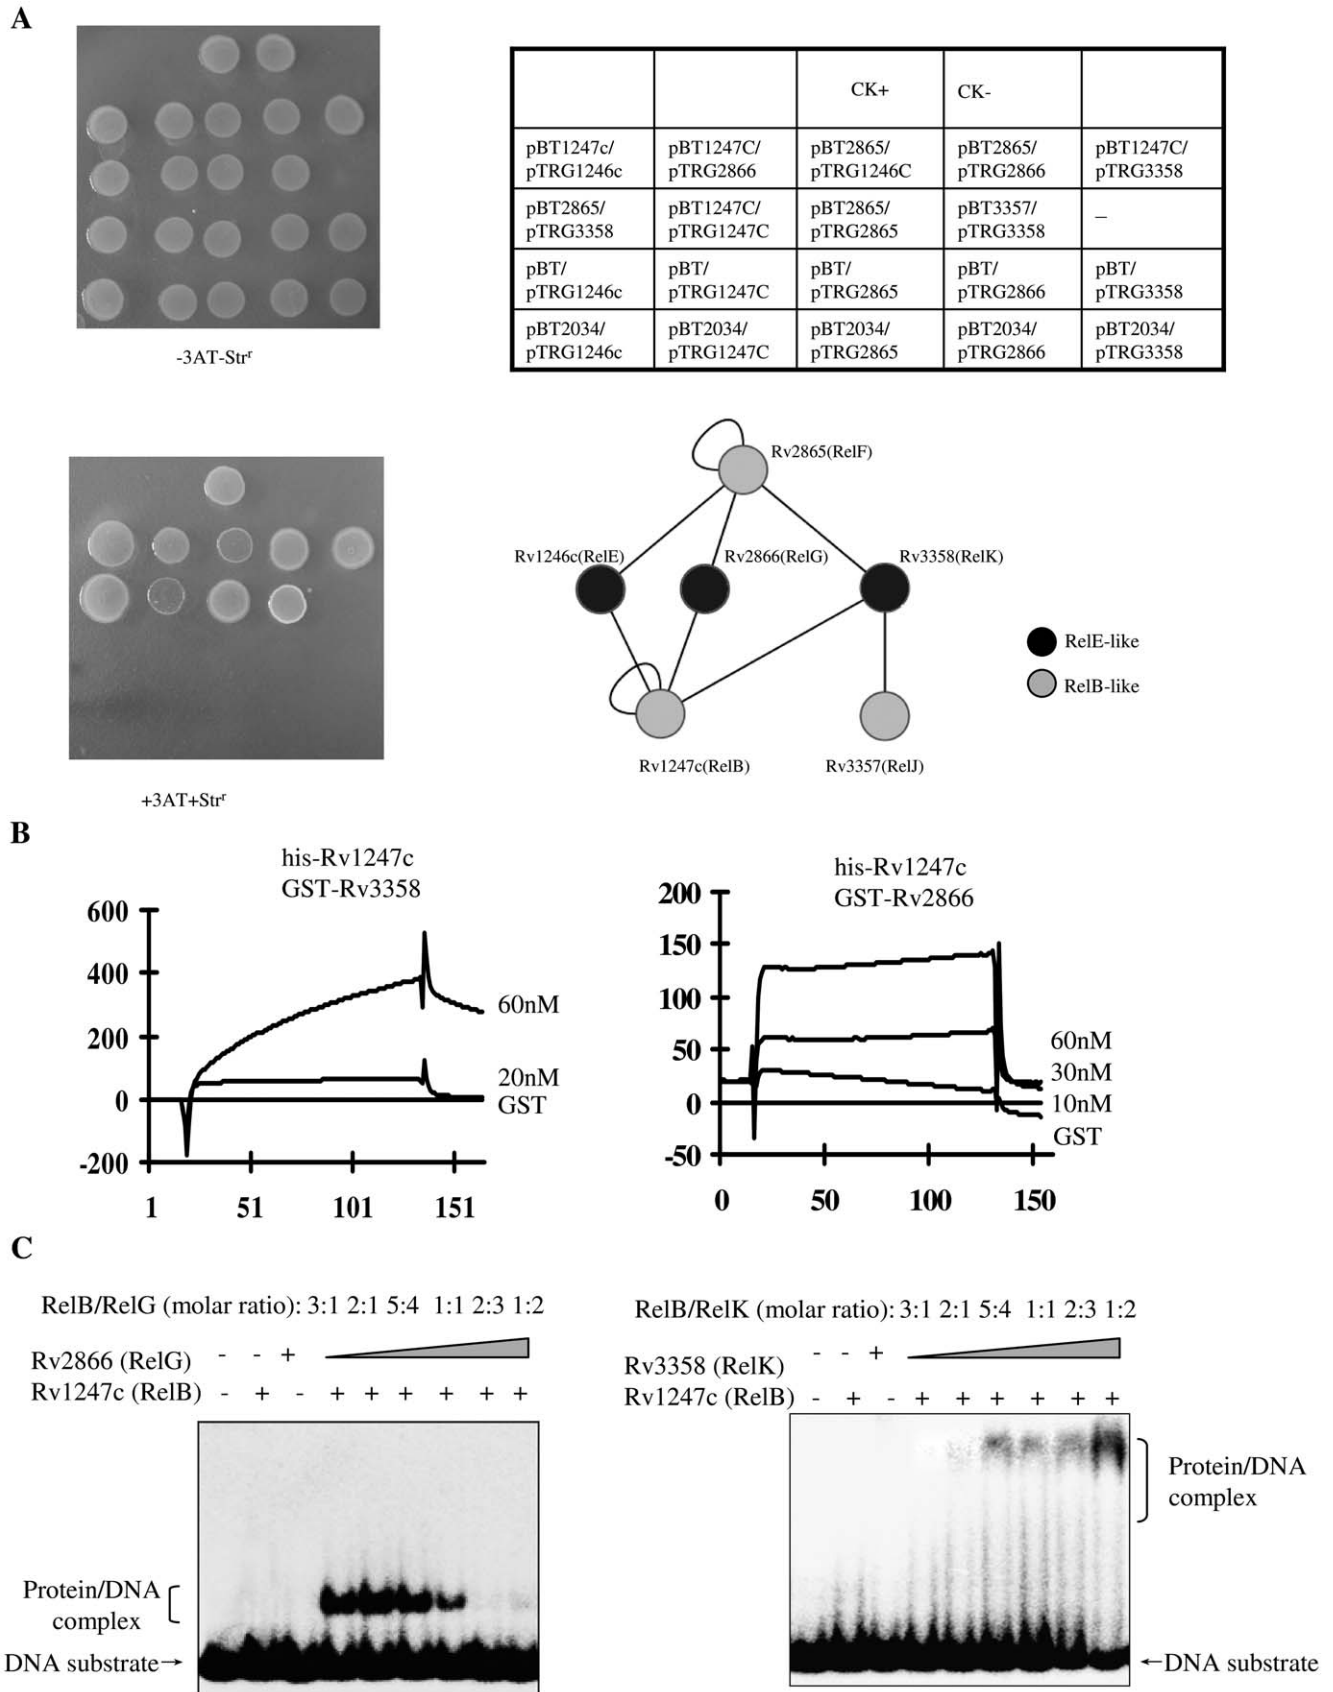 A
CK+ CK-
pBT1247c/ pBT1247C/ pBT2865/ pBT2865/ pBT1247C/
pTRG1246c pTRG2866 pTRG1246C pTRG2866 pTRG3358
pBT2865/ pBT1247C/ pBT2865/ pBT3357/ –
pTRG3358 pTRG1247C pTRG2865 pTRG3358
pBT/ pBT/ pBT/ pBT/ pBT/
pTRG1246c pTRG1247C pTRG2865 pTRG2866 pTRG3358
pBT2034/ pBT2034/ pBT2034/ pBT2034/ pBT2034/
pTRG1246c pTRG1247C pTRG2865 pTRG2866 pTRG3358
-3AT-Strʳ
Rv2865(RelF)
Rv1246c(RelE) Rv2866(RelG) Rv3358(RelK)
RelE-like
RelB-like
Rv1247c(RelB) Rv3357(RelJ)
+3AT+Strʳ
B
his-Rv1247c
GST-Rv3358
600
400
200
0
-200
60nM
20nM
GST
1 51 101 151
his-Rv1247c
GST-Rv2866
200
150
100
50
0
-50
60nM
30nM
10nM
GST
0 50 100 150
C
RelB/RelG (molar ratio): 3:1 2:1 5:4 1:1 2:3 1:2
Rv2866 (RelG) - - +
Rv1247c (RelB) - + - + + + + + +
Protein/DNA
complex
DNA substrate→
RelB/RelK (molar ratio): 3:1 2:1 5:4 1:1 2:3 1:2
Rv3358 (RelK) - - +
Rv1247c (RelB) - + - + + + + + +
Protein/DNA
complex
←DNA substrate